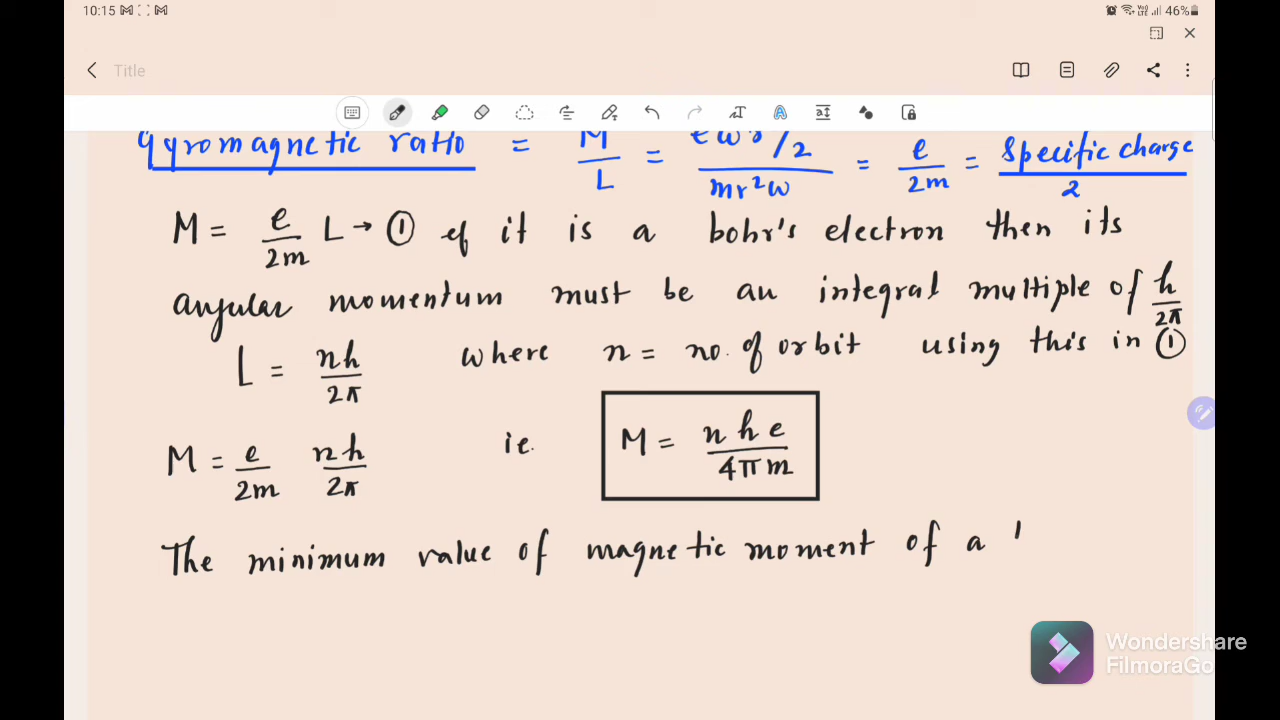 10:15 46%
Title
Gyromagnetic ratio = M/L = eωr²/2 / mr²ω = e/2m = Specific charge/2
M = e/2m L → ① if it is a bohr's electron then its
angular momentum must be an integral multiple of h/2π
L = nh/2π where n = no. of orbit using this in ①
M = e/2m nh/2π ie. M = nhe/4πm
The minimum value of magnetic moment of a
Wondershare
FilmoraGo